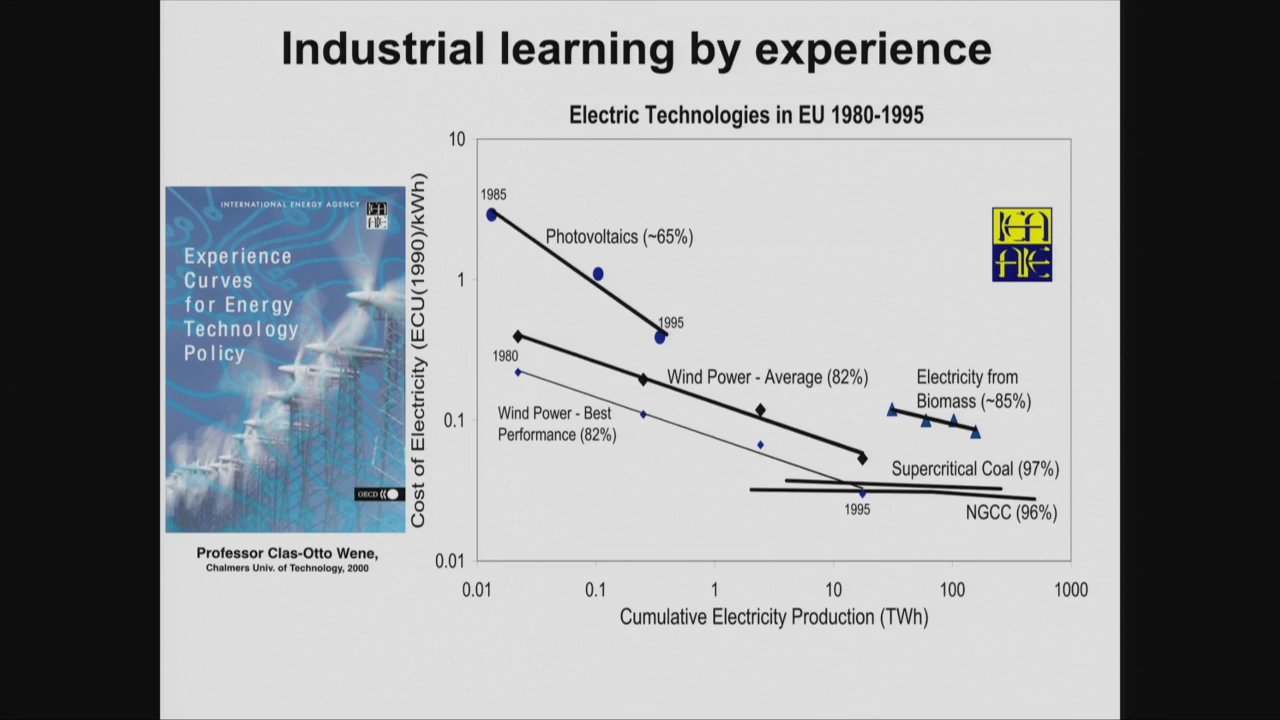 Industrial learning by experience
INTERNATIONAL ENERGY AGENCY
Experience
Curves
for Energy
Technology
Policy
OECD
Professor Clas-Otto Wene,
Chalmers Univ. of Technology, 2000
Electric Technologies in EU 1980-1995
Cost of Electricity (ECU(1990)/kWh)
10
1
0.1
0.01
1985
Photovoltaics (~65%)
1995
1980
Wind Power - Average (82%)
Wind Power - Best
Performance (82%)
Electricity from
Biomass (~85%)
Supercritical Coal (97%)
1995
NGCC (96%)
IEA
AIE
0.01
0.1
1
10
100
1000
Cumulative Electricity Production (TWh)